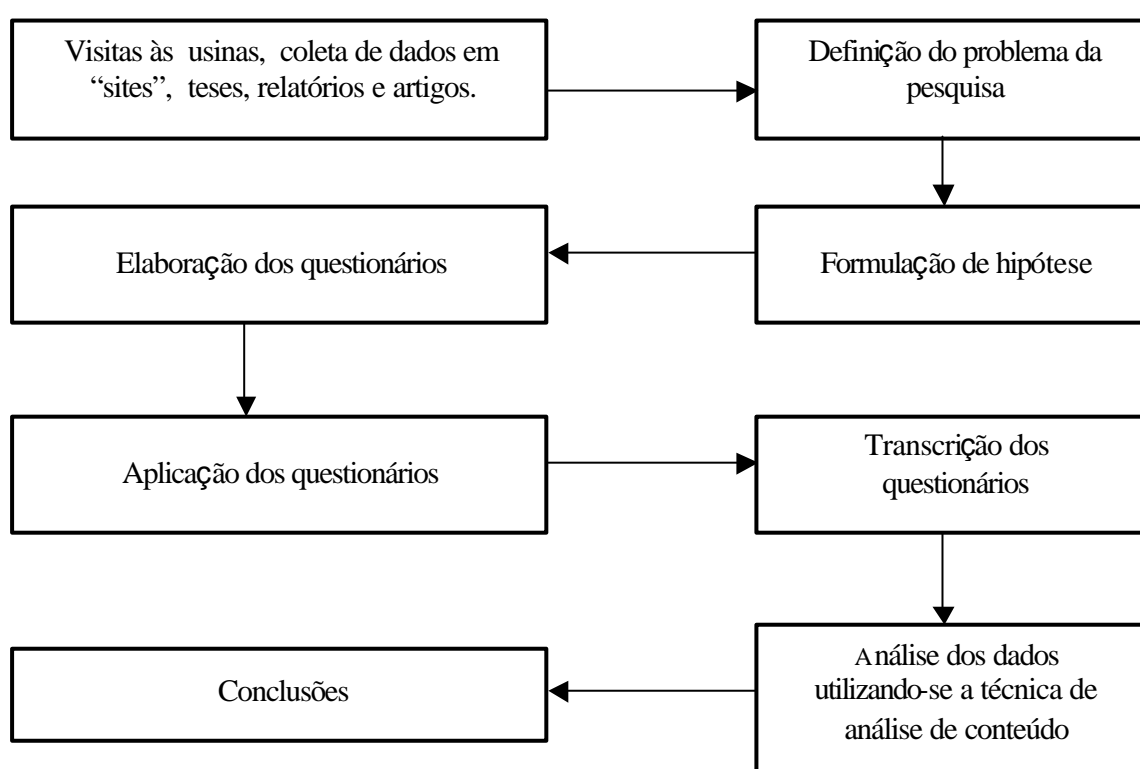 Visitas às usinas, coleta de dados em
“sites”, teses, relatórios e artigos.
Definição do problema da
pesquisa
Formulação de hipótese
Elaboração dos questionários
Aplicação dos questionários
Transcrição dos
questionários
Análise dos dados
utilizando-se a técnica de
análise de conteúdo
Conclusões